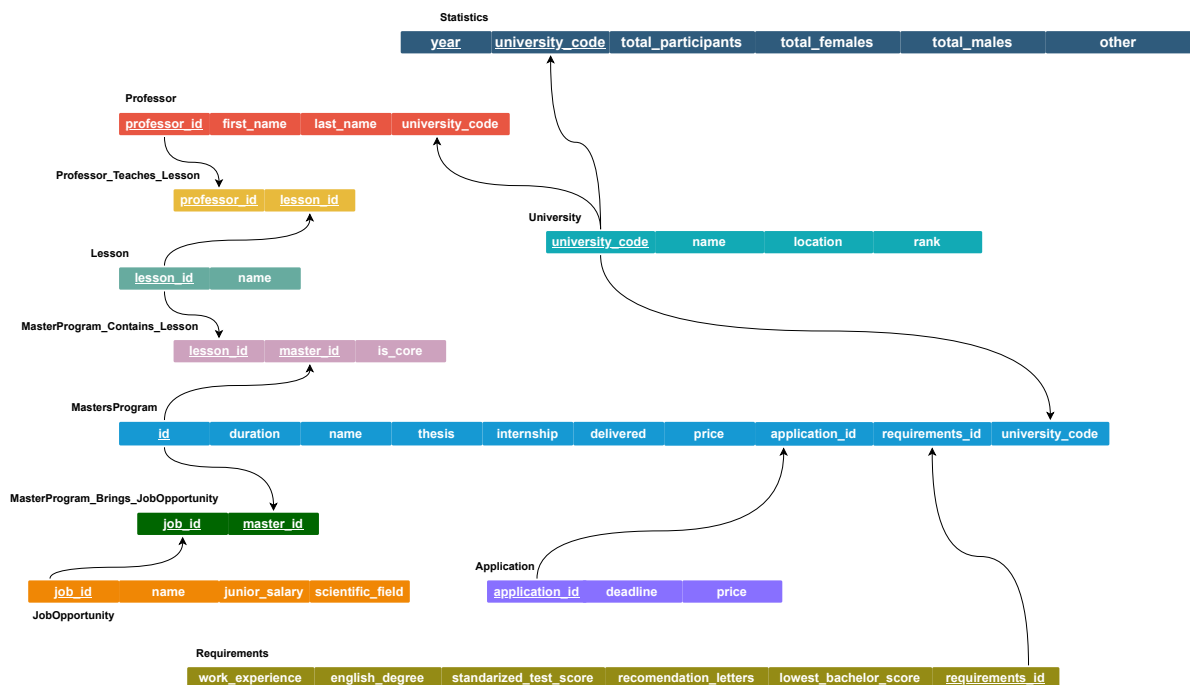 Statistics
year university_code total_participants total_females total_males other
Professor
professor_id first_name last_name university_code
Professor_Teaches_Lesson
professor_id lesson_id
University
university_code name location rank
Lesson
lesson_id name
MasterProgram_Contains_Lesson
lesson_id master_id is_core
MastersProgram
id duration name thesis internship delivered price application_id requirements_id university_code
MasterProgram_Brings_JobOpportunity
job_id master_id
Application
job_id name junior_salary scientific_field
application_id deadline price
JobOpportunity
Requirements
work_experience english_degree standarized_test_score recomendation_letters lowest_bachelor_score requirements_id